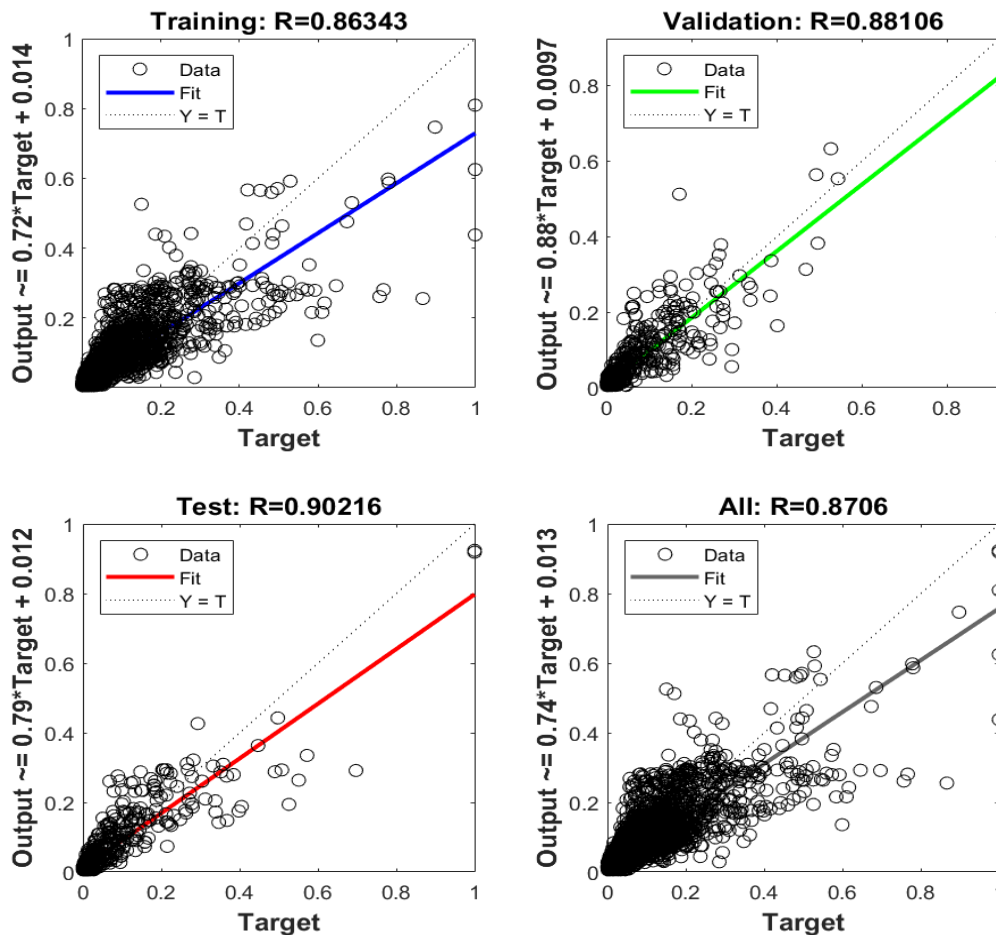 Training: R=0.86343
Output ~= 0.72*Target + 0.014
1
0.8
0.6
0.4
0.2
Data
Fit
Y = T
0.2 0.4 0.6 0.8 1
Target
Validation: R=0.88106
Output ~= 0.88*Target + 0.0097
0.8
0.6
0.4
0.2
0
Data
Fit
Y = T
0 0.2 0.4 0.6 0.8
Target
Test: R=0.90216
Output ~= 0.79*Target + 0.012
1
0.8
0.6
0.4
0.2
0
Data
Fit
Y = T
0 0.2 0.4 0.6 0.8 1
Target
All: R=0.8706
Output ~= 0.74*Target + 0.013
1
0.8
0.6
0.4
0.2
0
Data
Fit
Y = T
0 0.2 0.4 0.6 0.8 1
Target